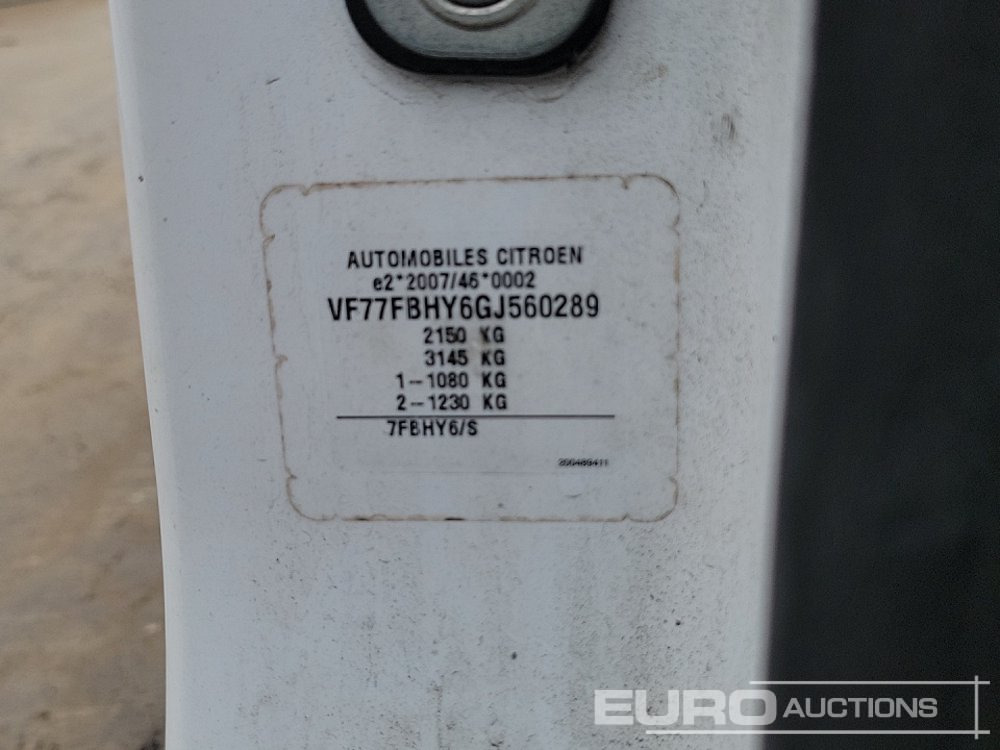 AUTOMOBILES CITROEN
e2*2007/46*0002
VF77FBHY6GJ560289
2150 KG
3145 KG
1--1080 KG
2--1230 KG
7FBHY6/S
EURO AUCTIONS